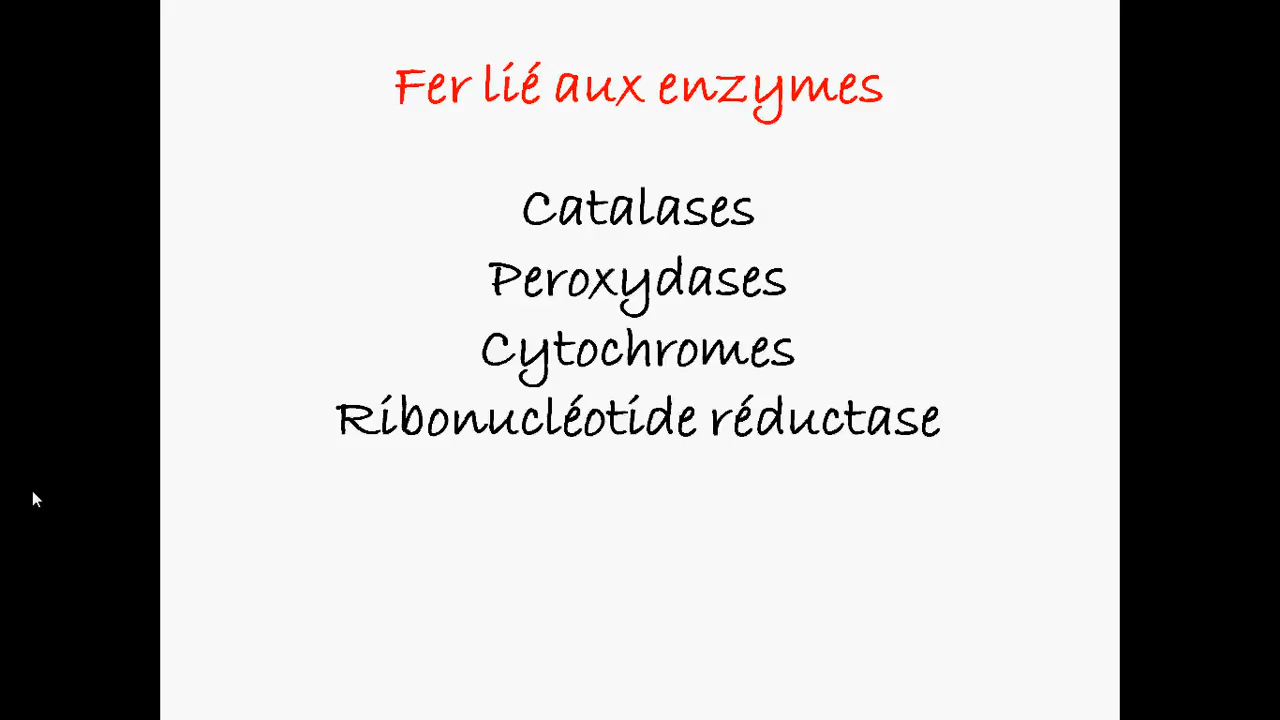 Fer lié aux enzymes
Catalases
Peroxydases
Cytochromes
Ribonucléotide réductase